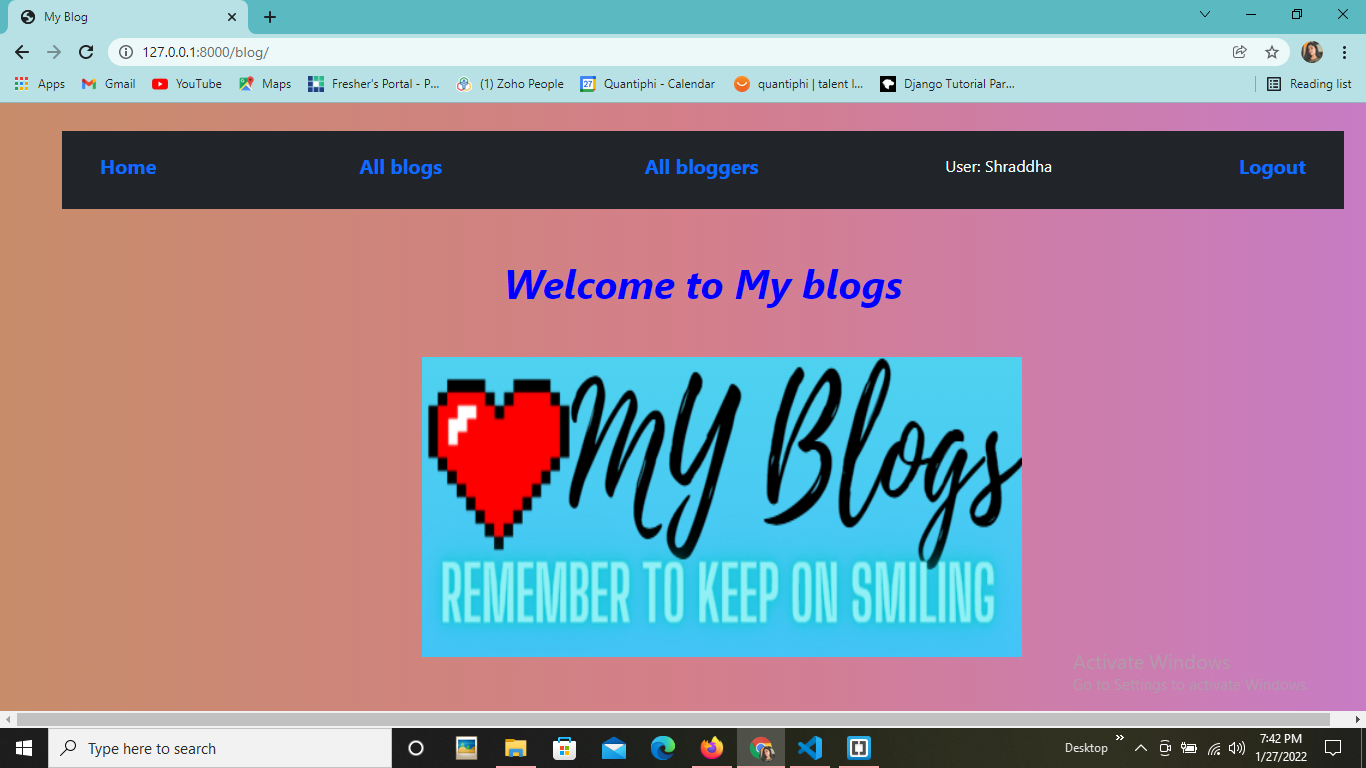 My Blog
127.0.0.1:8000/blog/
Apps Gmail YouTube Maps Fresher's Portal - P... (1) Zoho People Quantiphi - Calendar quantiphi | talent l... Django Tutorial Par... Reading list
Home All blogs All bloggers User: Shraddha Logout
Welcome to My blogs
MY Blogs
REMEMBER TO KEEP ON SMILING
Activate Windows
Go to Settings to activate Windows.
Type here to search
Desktop
7:42 PM
1/27/2022